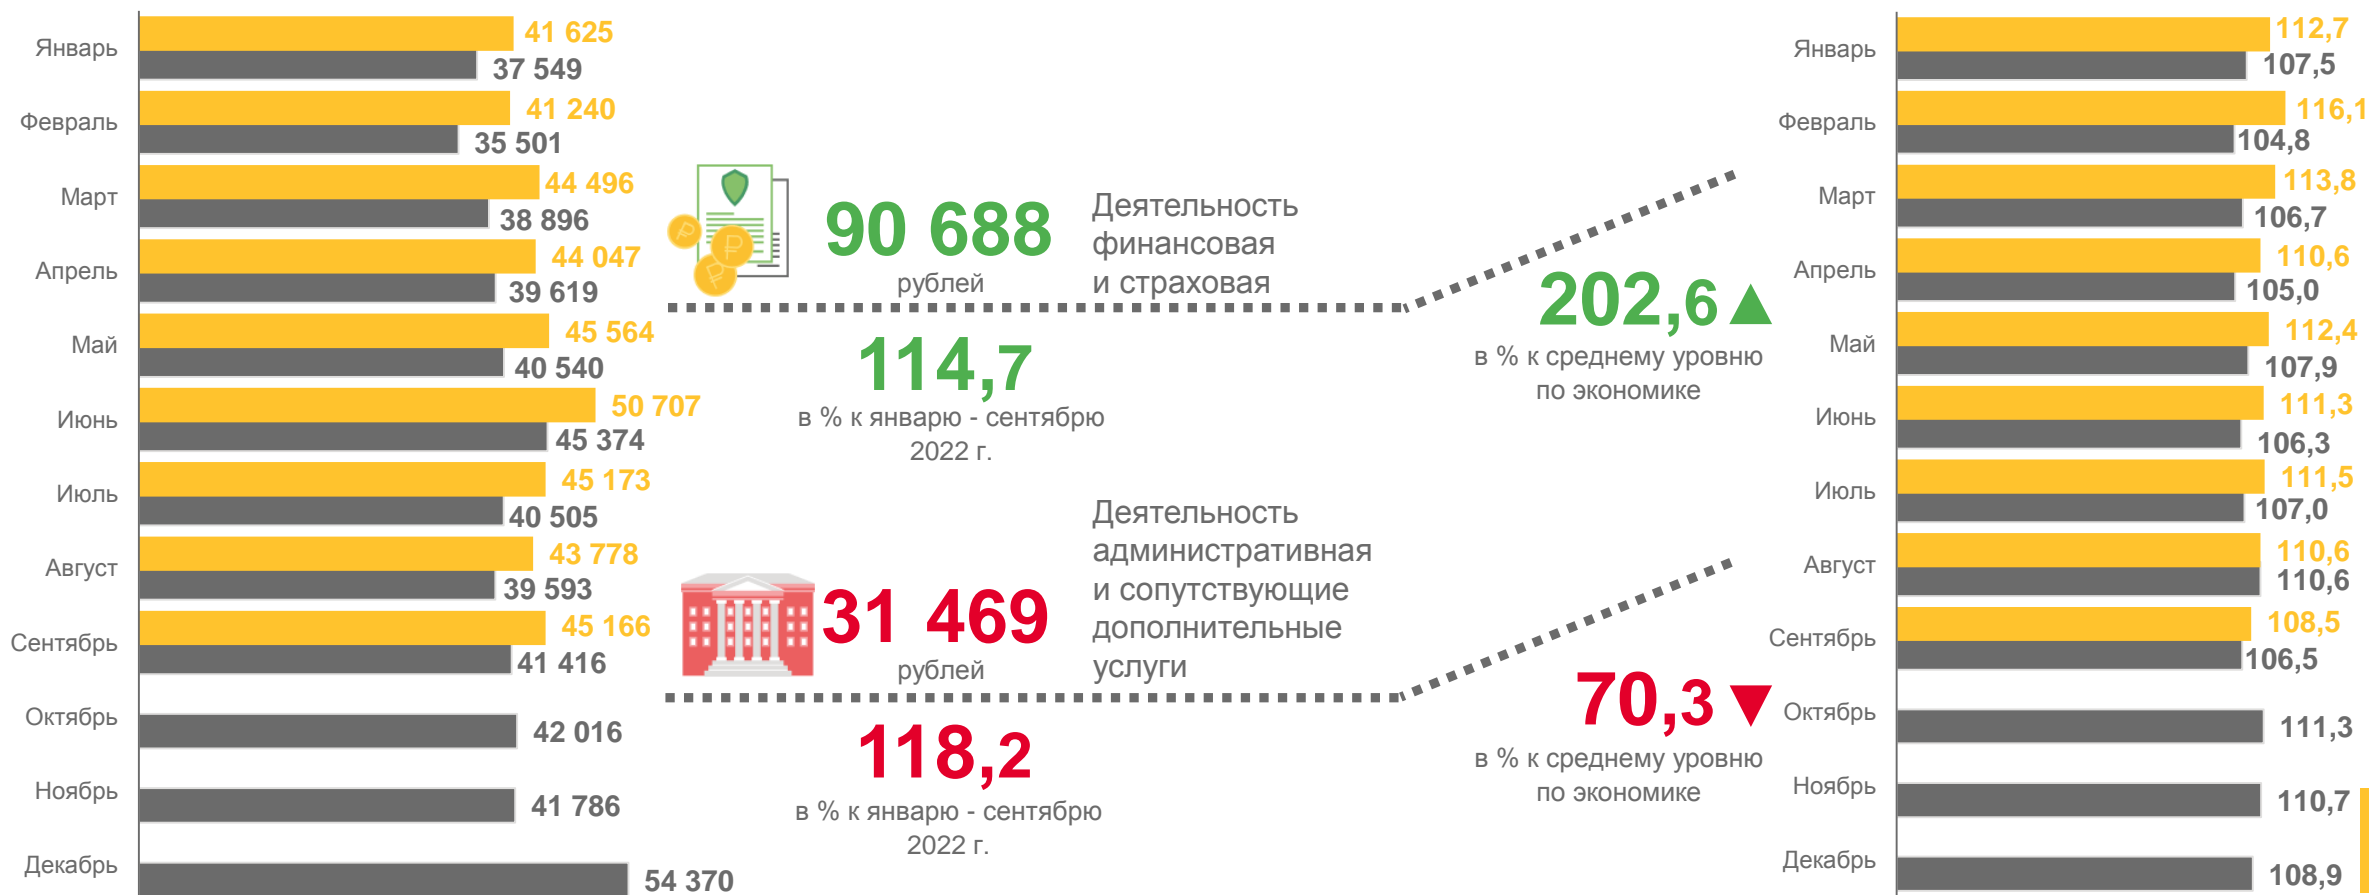 Январь
41 625
37 549
Февраль
41 240
35 501
Март
44 496
38 896
Апрель
44 047
39 619
Май
45 564
40 540
Июнь
50 707
45 374
Июль
45 173
40 505
Август
43 778
39 593
Сентябрь
45 166
41 416
Октябрь
42 016
Ноябрь
41 786
Декабрь
54 370
90 688
рублей
Деятельность
финансовая
и страховая
114,7
в % к январю - сентябрю
2022 г.
202,6
в % к среднему уровню
по экономике
31 469
рублей
Деятельность
административная
и сопутствующие
дополнительные
услуги
118,2
в % к январю - сентябрю
2022 г.
70,3
в % к среднему уровню
по экономике
Январь
112,7
107,5
Февраль
116,1
104,8
Март
113,8
106,7
Апрель
110,6
105,0
Май
112,4
107,9
Июнь
111,3
106,3
Июль
111,5
107,0
Август
110,6
110,6
Сентябрь
108,5
106,5
Октябрь
111,3
Ноябрь
110,7
Декабрь
108,9